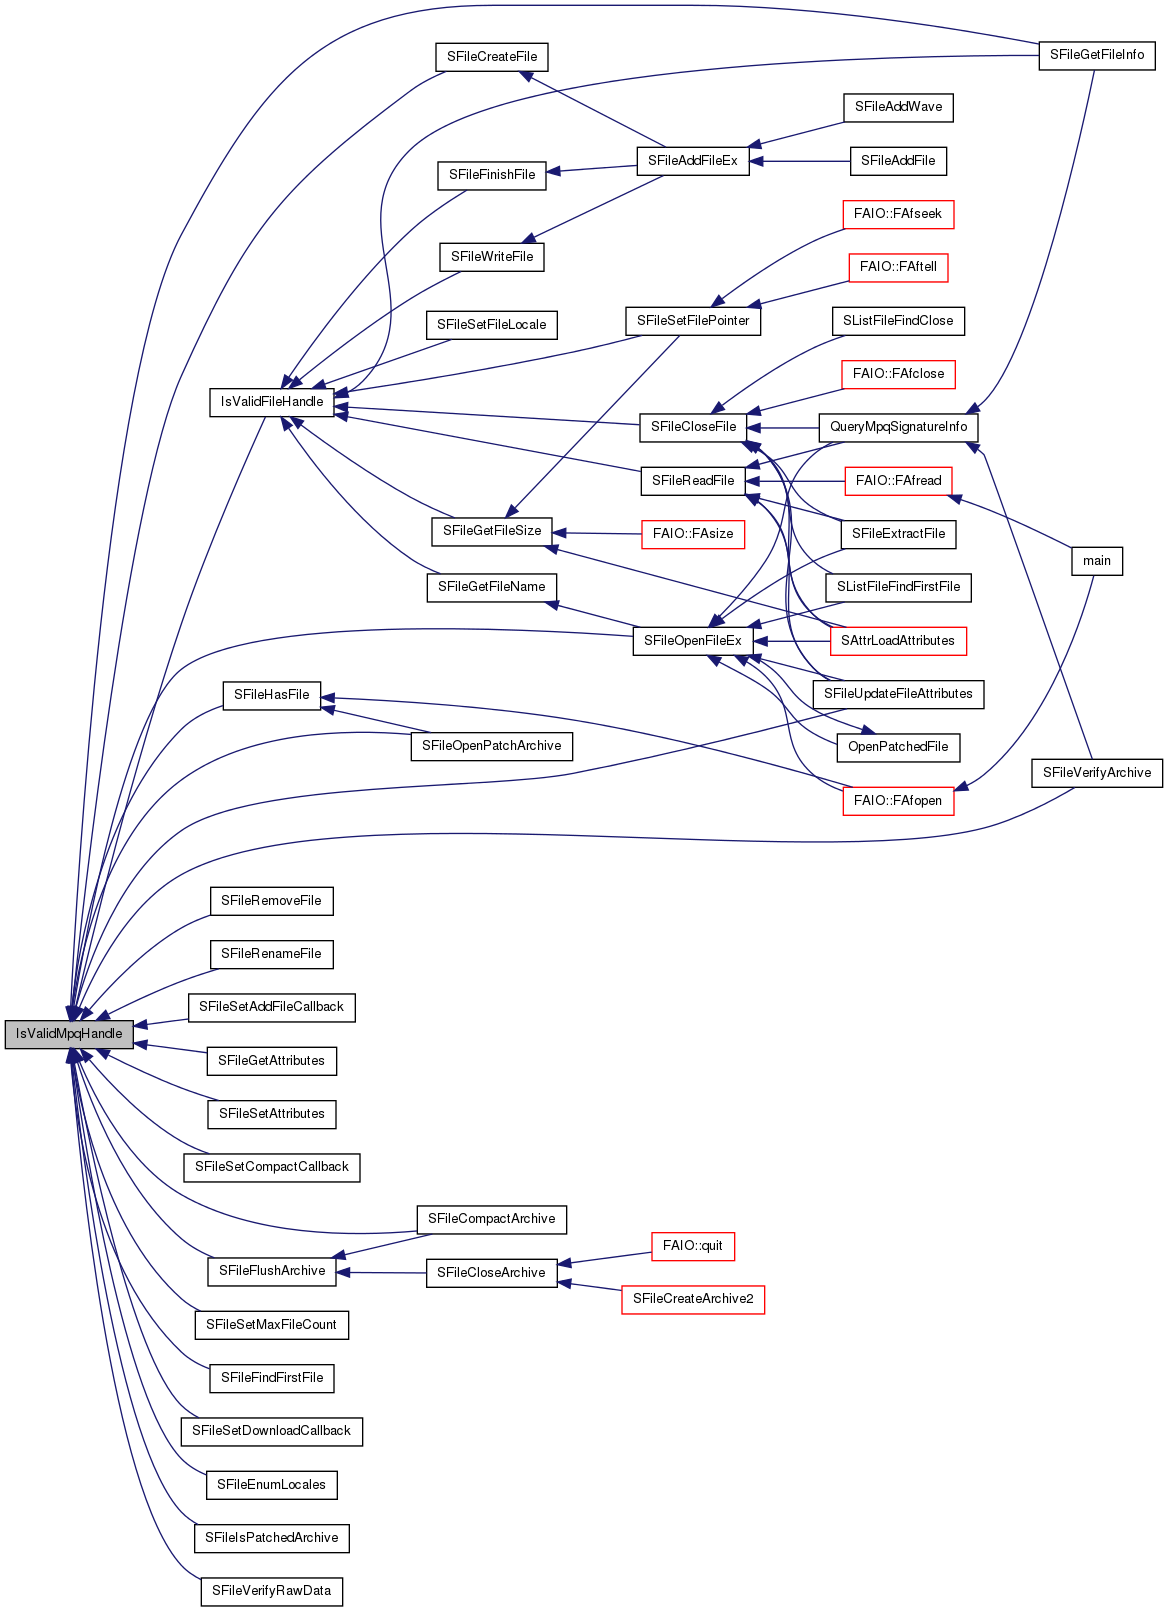 SFileGetFileInfo
SFileCreateFile
SFileAddWave
SFileAddFileEx
SFileAddFile
SFileFinishFile
FAIO::FAfseek
SFileWriteFile
FAIO::FAftell
SFileSetFileLocale
SFileSetFilePointer
SListFileFindClose
FAIO::FAfclose
IsValidFileHandle
SFileCloseFile
QueryMpqSignatureInfo
SFileReadFile
FAIO::FAfread
SFileGetFileSize
FAIO::FAsize
SFileExtractFile
main
SFileGetFileName
SListFileFindFirstFile
SFileOpenFileEx
SAttrLoadAttributes
SFileHasFile
SFileUpdateFileAttributes
SFileOpenPatchArchive
OpenPatchedFile
SFileVerifyArchive
FAIO::FAfopen
SFileRemoveFile
SFileRenameFile
SFileSetAddFileCallback
IsValidMpqHandle
SFileGetAttributes
SFileSetAttributes
SFileSetCompactCallback
SFileCompactArchive
FAIO::quit
SFileFlushArchive
SFileCloseArchive
SFileCreateArchive2
SFileSetMaxFileCount
SFileFindFirstFile
SFileSetDownloadCallback
SFileEnumLocales
SFileIsPatchedArchive
SFileVerifyRawData